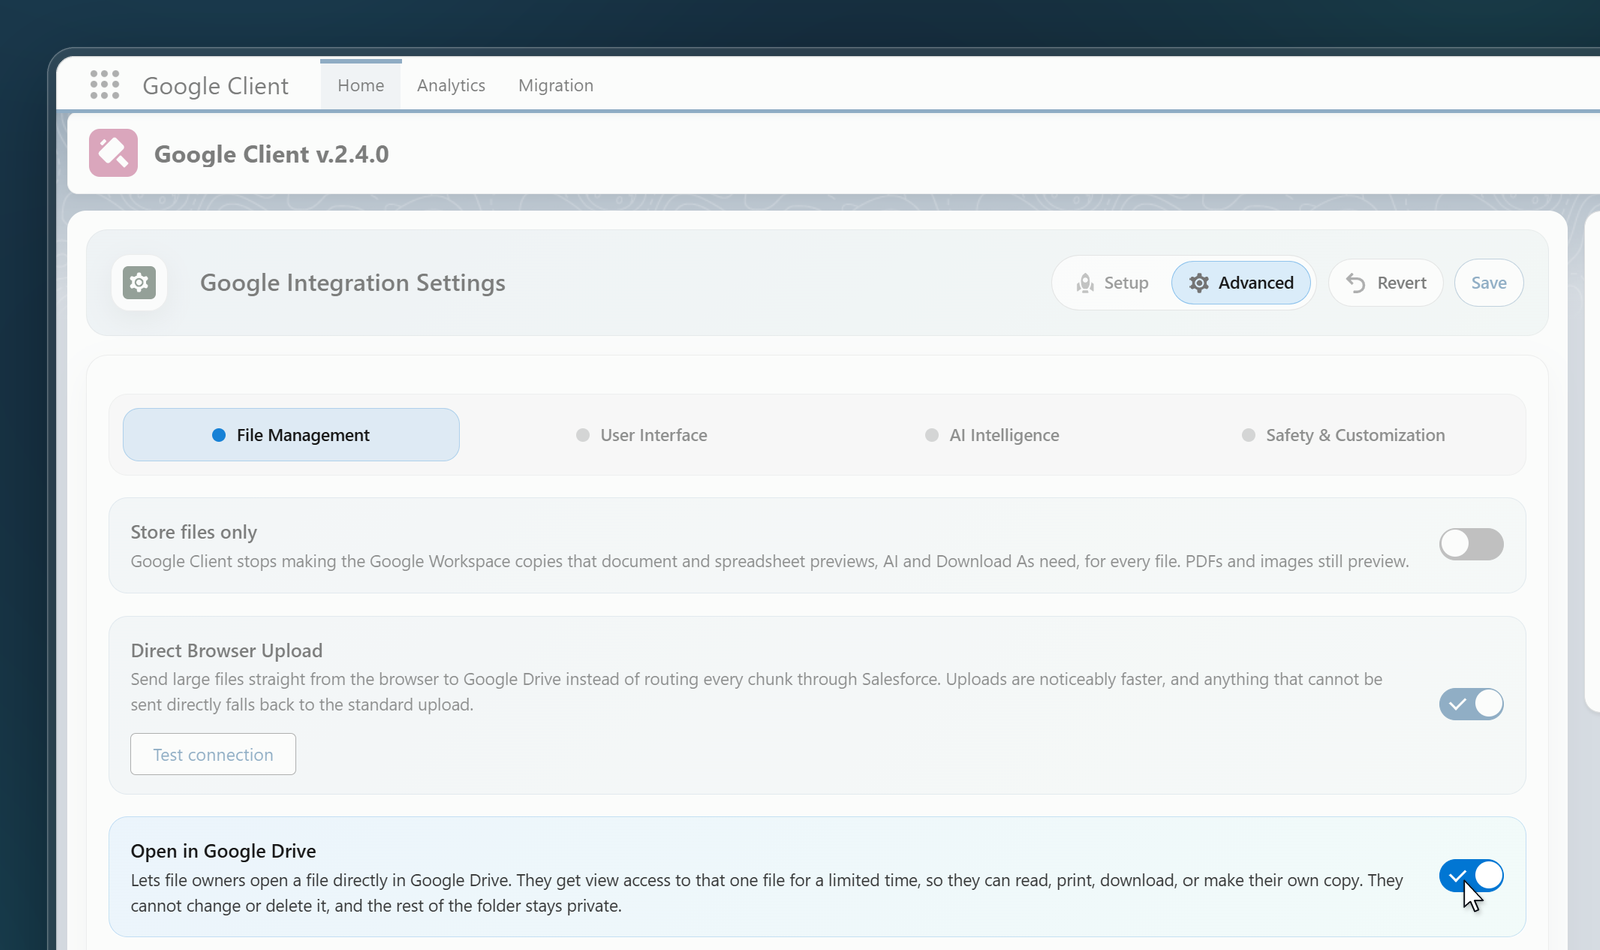 Google Client
Home
Analytics
Migration
Google Client v.2.4.0
Google Integration Settings
Setup
Advanced
Revert
Save
File Management
User Interface
AI Intelligence
Safety & Customization
Store files only
Google Client stops making the Google Workspace copies that document and spreadsheet previews, AI and Download As need, for every file. PDFs and images still preview.
Direct Browser Upload
Send large files straight from the browser to Google Drive instead of routing every chunk through Salesforce. Uploads are noticeably faster, and anything that cannot be
sent directly falls back to the standard upload.
Test connection
Open in Google Drive
Lets file owners open a file directly in Google Drive. They get view access to that one file for a limited time, so they can read, print, download, or make their own copy. They
cannot change or delete it, and the rest of the folder stays private.